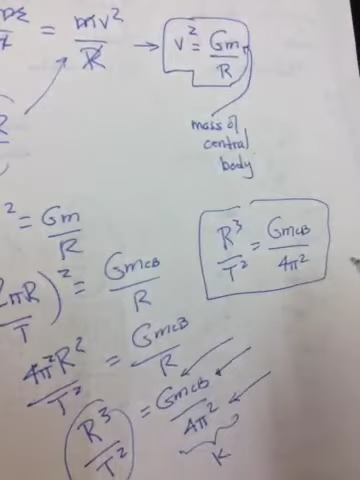 = mv²/R → v² = Gm/R
mass of
central
body
² = Gm/R
R³/T² = Gmcb/4π²
2πR/T)² = Gmcb/R
4π²R²/T² = Gmcb/R
R³/T² = Gmcb/4π²
K